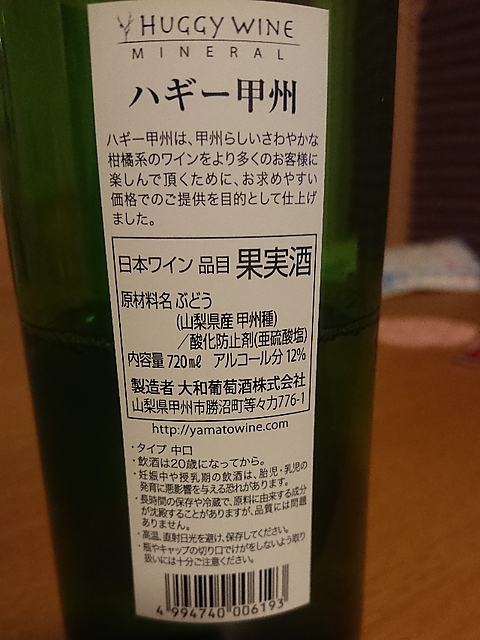 HUGGY WINE
MINERAL
ハギー甲州
ハギー甲州は、甲州らしいさわやかな
柑橘系のワインをより多くのお客様に
楽しんで頂くために、お求めやすい
価格でのご提供を目的として仕上げ
ました。
日本ワイン 品目 果実酒
原材料名 ぶどう
(山梨県産 甲州種)
/酸化防止剤(亜硫酸塩)
内容量 720㎖ アルコール分 12%
製造者 大和葡萄酒株式会社
山梨県甲州市勝沼町等々力776-1
http://yamatowine.com
・タイプ 中口
・飲酒は20歳になってから。
・妊娠中や授乳期の飲酒は、胎児・乳児の
発育に悪影響を与える恐れがあります。
・長時間の保存や冷蔵で、原料に由来する成分
が沈殿することがありますが、品質には問題
ありません。
・高温、直射日光を避け、保存してください。
・瓶やキャップの切り口でけがをしないよう取り
扱いには十分ご注意ください。
4 994740 006193